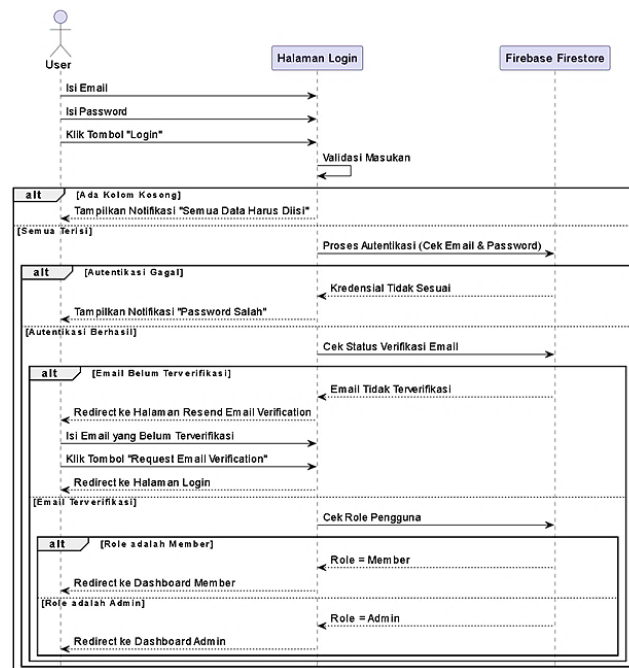 User
Halaman Login
Firebase Firestore
Isi Email
Isi Password
Klik Tombol "Login"
Validasi Masukan
alt [Ada Kolom Kosong]
Tampilkan Notifikasi "Semua Data Harus Diisi"
[Semua Terisi]
Proses Autentikasi (Cek Email & Password)
alt [Autentikasi Gagal]
Kredensial Tidak Sesuai
Tampilkan Notifikasi "Password Salah"
[Autentikasi Berhasil]
Cek Status Verifikasi Email
alt [Email Belum Terverifikasi]
Email Tidak Terverifikasi
Redirect ke Halaman Resend Email Verification
Isi Email yang Belum Terverifikasi
Klik Tombol "Request Email Verification"
Redirect ke Halaman Login
[Email Terverifikasi]
Cek Role Pengguna
alt [Role adalah Member]
Role = Member
Redirect ke Dashboard Member
[Role adalah Admin]
Role = Admin
Redirect ke Dashboard Admin